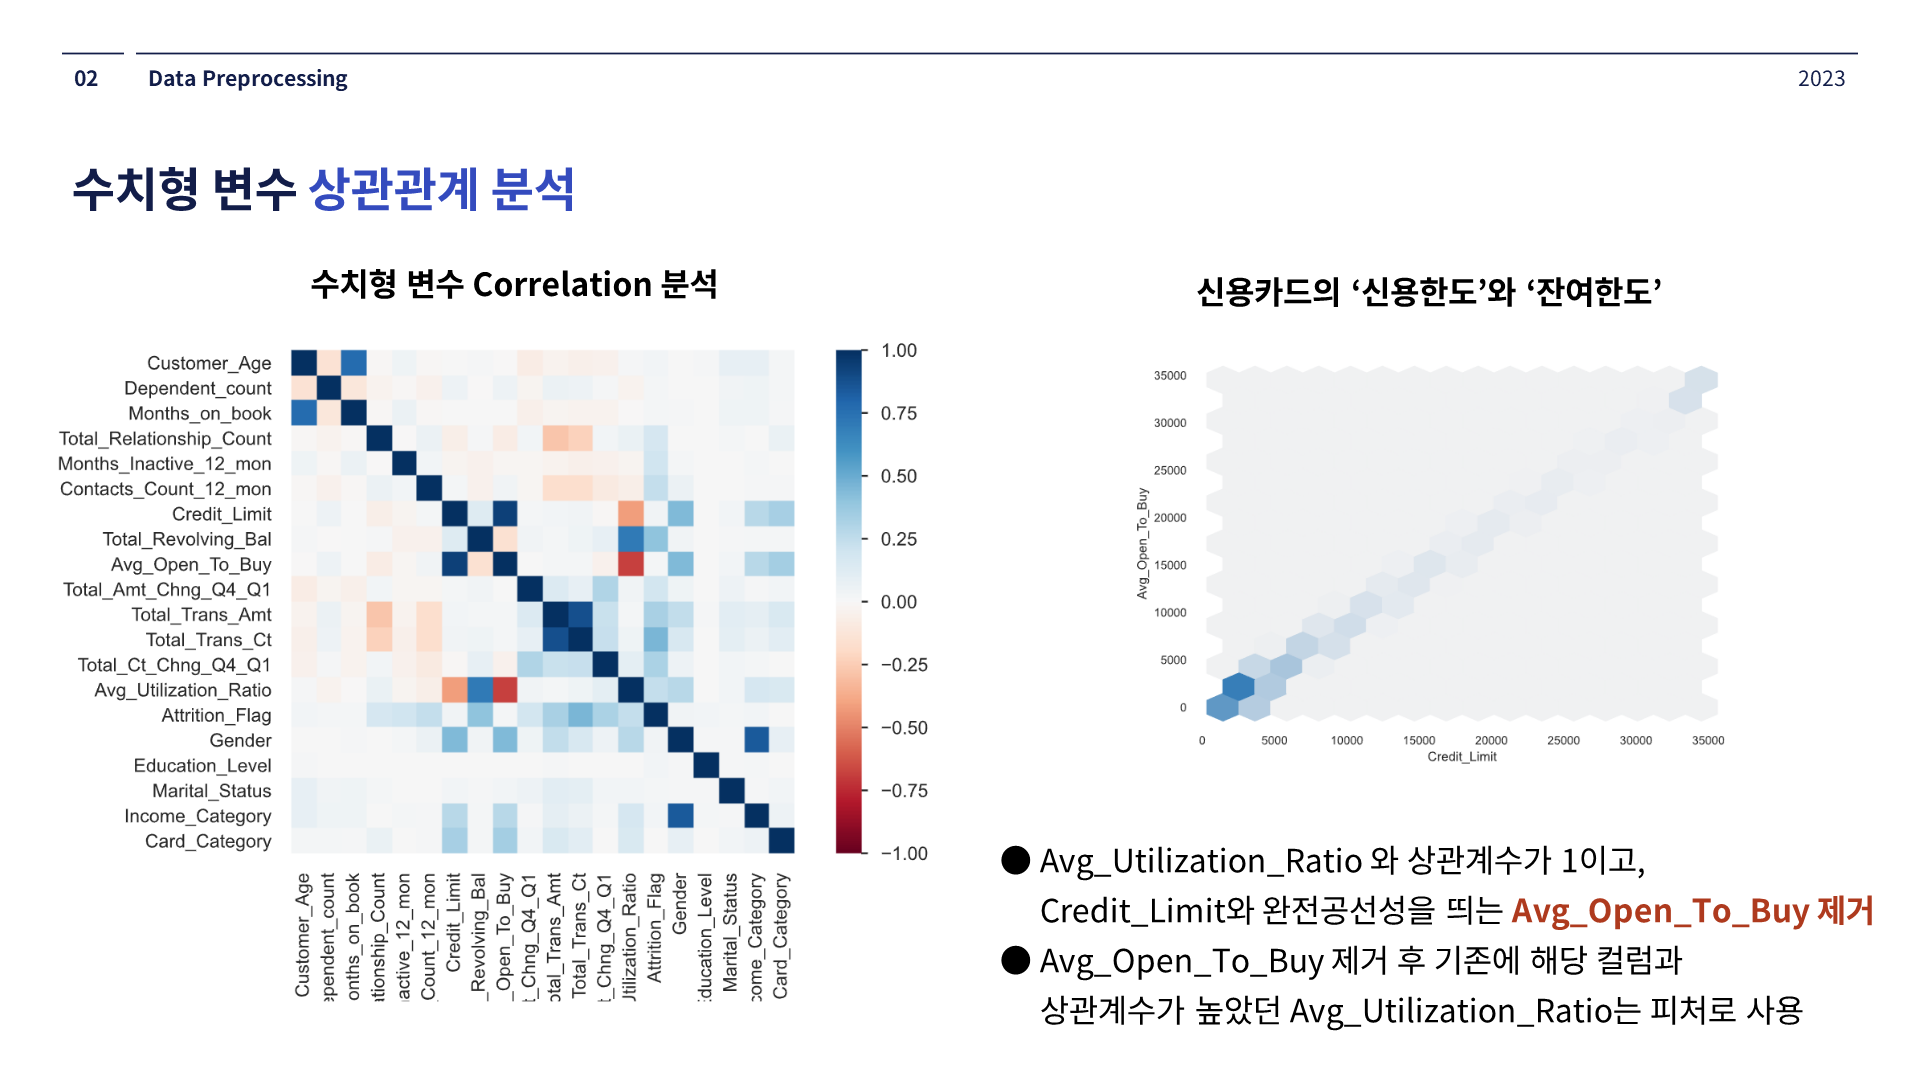 02 Data Preprocessing 2023
수치형 변수 상관관계 분석
수치형 변수 Correlation 분석
Customer_Age
Dependent_count
Months_on_book
Total_Relationship_Count
Months_Inactive_12_mon
Contacts_Count_12_mon
Credit_Limit
Total_Revolving_Bal
Avg_Open_To_Buy
Total_Amt_Chng_Q4_Q1
Total_Trans_Amt
Total_Trans_Ct
Total_Ct_Chng_Q4_Q1
Avg_Utilization_Ratio
Attrition_Flag
Gender
Education_Level
Marital_Status
Income_Category
Card_Category
Customer_Age
ependent_count
onths_on_book
ationship_Count
nactive_12_mon
Count_12_mon
Credit_Limit
_Revolving_Bal
_Open_To_Buy
t_Chng_Q4_Q1
otal_Trans_Amt
Total_Trans_Ct
t_Chng_Q4_Q1
Utilization_Ratio
Attrition_Flag
Gender
Education_Level
Marital_Status
come_Category
Card_Category
1.00
0.75
0.50
0.25
0.00
−0.25
−0.50
−0.75
−1.00
신용카드의 ‘신용한도’와 ‘잔여한도’
Avg_Open_To_Buy
35000
30000
25000
20000
15000
10000
5000
0
0 5000 10000 15000 20000 25000 30000 35000
Credit_Limit
● Avg_Utilization_Ratio 와 상관계수가 1이고,
Credit_Limit와 완전공선성을 띄는 Avg_Open_To_Buy 제거
● Avg_Open_To_Buy 제거 후 기존에 해당 컬럼과
상관계수가 높았던 Avg_Utilization_Ratio는 피처로 사용